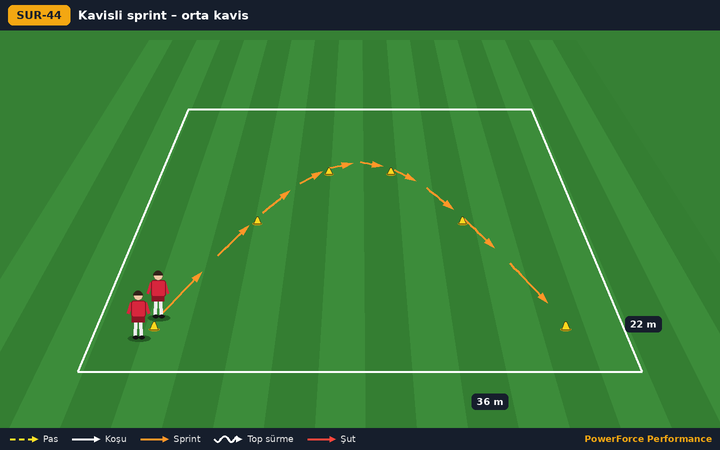 SUR-44 Kavisli sprint – orta kavis
22 m
36 m
Pas Koşu Sprint Top sürme Şut PowerForce Performance